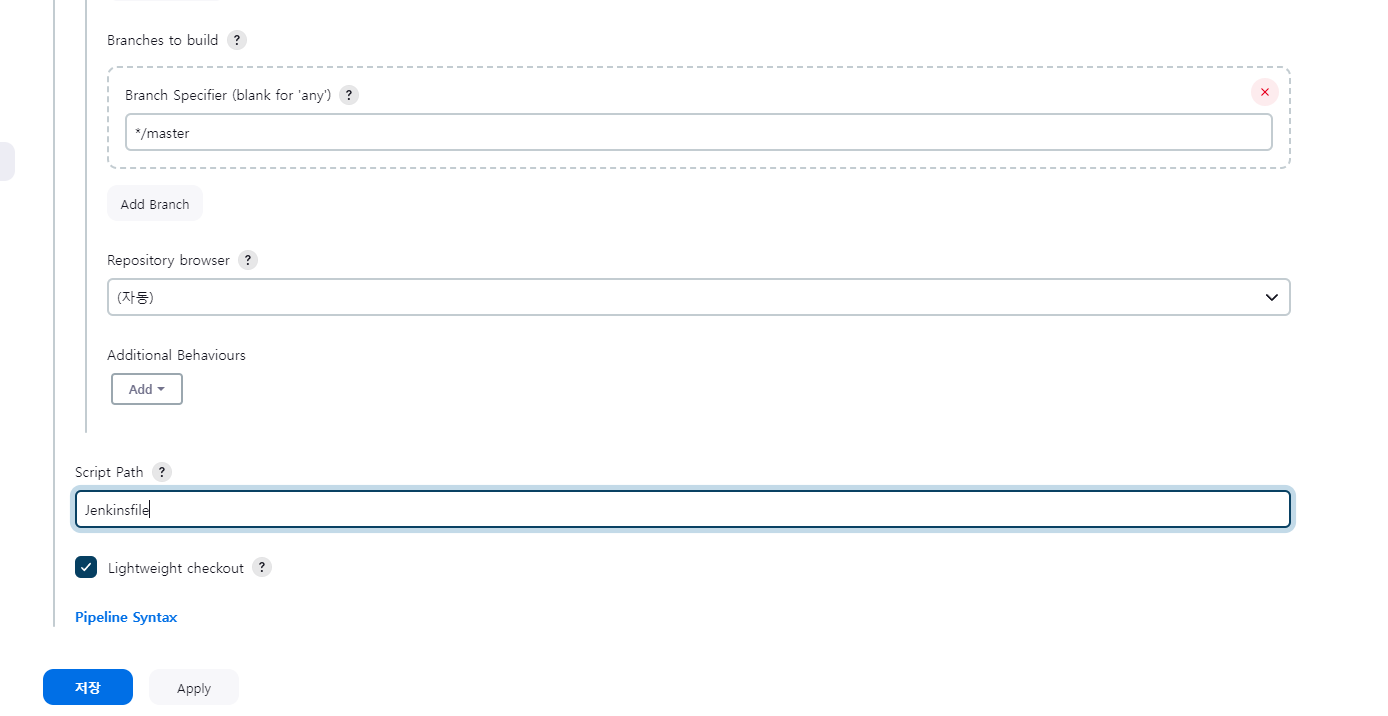 Branches to build ?
Branch Specifier (blank for 'any') ?
*/master
Add Branch
Repository browser ?
(자동)
Additional Behaviours
Add
Script Path ?
Jenkinsfile
Lightweight checkout ?
Pipeline Syntax
저장 Apply